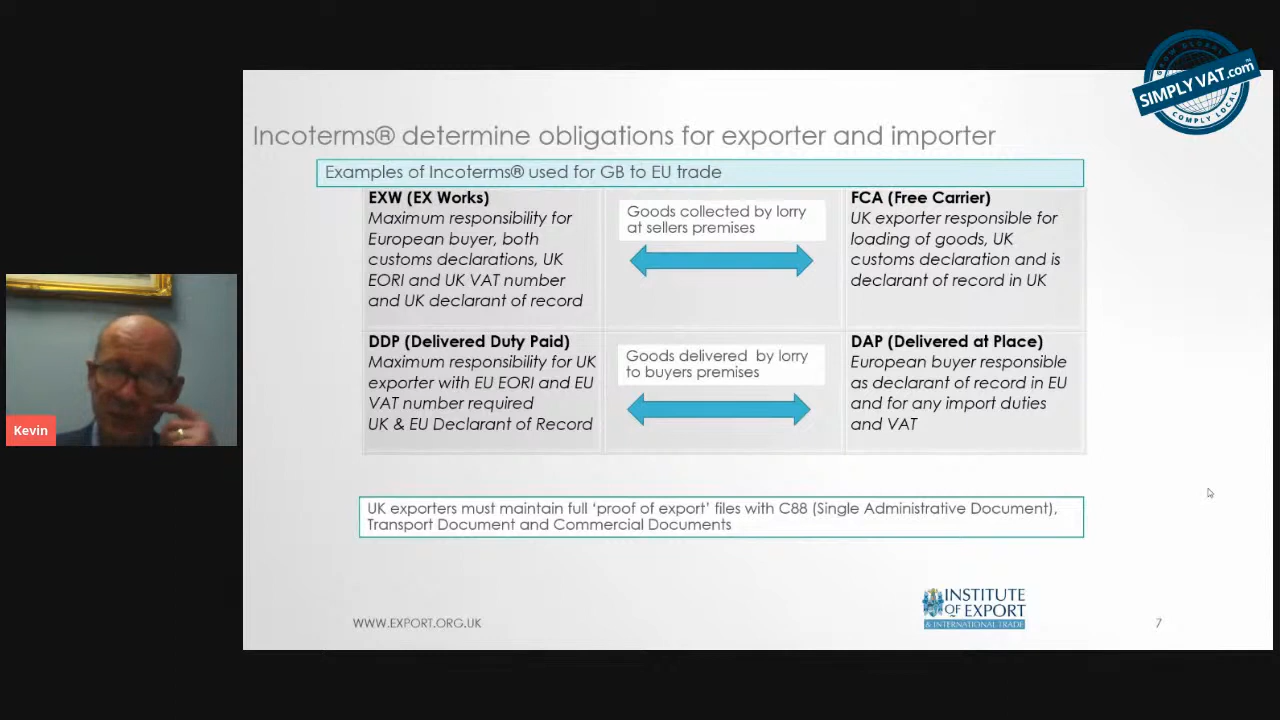 GROW GLOBAL
SIMPLY VAT.com
COMPLY LOCAL
Incoterms® determine obligations for exporter and importer
Examples of Incoterms® used for GB to EU trade
EXW (EX Works)
Maximum responsibility for
European buyer, both
customs declarations, UK
EORI and UK VAT number
and UK declarant of record
Goods collected by lorry
at sellers premises
FCA (Free Carrier)
UK exporter responsible for
loading of goods, UK
customs declaration and is
declarant of record in UK
DDP (Delivered Duty Paid)
Maximum responsibility for UK
exporter with EU EORI and EU
VAT number required
UK & EU Declarant of Record
Goods delivered by lorry
to buyers premises
DAP (Delivered at Place)
European buyer responsible
as declarant of record in EU
and for any import duties
and VAT
Kevin
UK exporters must maintain full ‘proof of export’ files with C88 (Single Administrative Document),
Transport Document and Commercial Documents
WWW.EXPORT.ORG.UK
INSTITUTE
OF EXPORT
& INTERNATIONAL TRADE
7